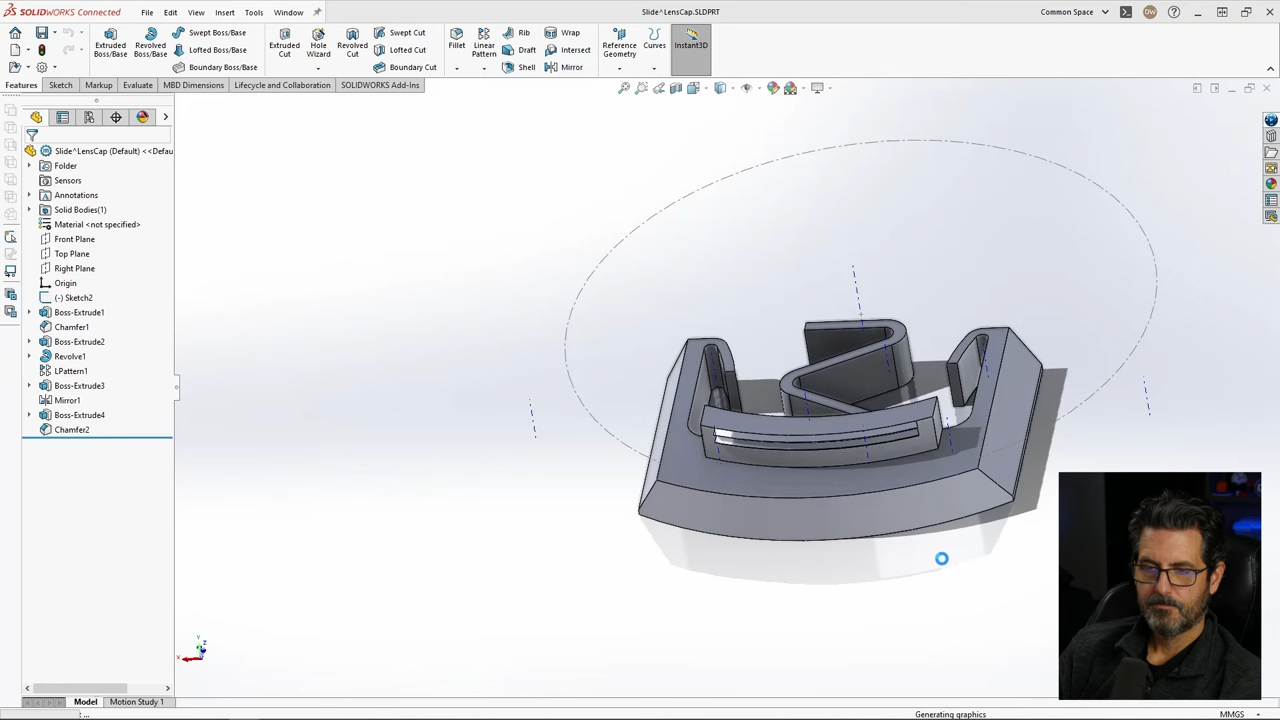 SOLIDWORKS Connected
File Edit View Insert Tools Window
Slide^LensCap.SLDPRT
Common Space
DW
Extruded Boss/Base
Revolved Boss/Base
Swept Boss/Base
Lofted Boss/Base
Boundary Boss/Base
Extruded Cut
Hole Wizard
Revolved Cut
Swept Cut
Lofted Cut
Boundary Cut
Fillet
Linear Pattern
Rib
Draft
Shell
Wrap
Intersect
Mirror
Reference Geometry
Curves
Instant3D
Features Sketch Markup Evaluate MBD Dimensions Lifecycle and Collaboration SOLIDWORKS Add-Ins
Slide^LensCap (Default) <<Defau
Folder
Sensors
Annotations
Solid Bodies(1)
Material <not specified>
Front Plane
Top Plane
Right Plane
Origin
(-) Sketch2
Boss-Extrude1
Chamfer1
Boss-Extrude2
Revolve1
LPattern1
Boss-Extrude3
Mirror1
Boss-Extrude4
Chamfer2
Y
Z
X
Model Motion Study 1
: ...
Generating graphics
MMGS